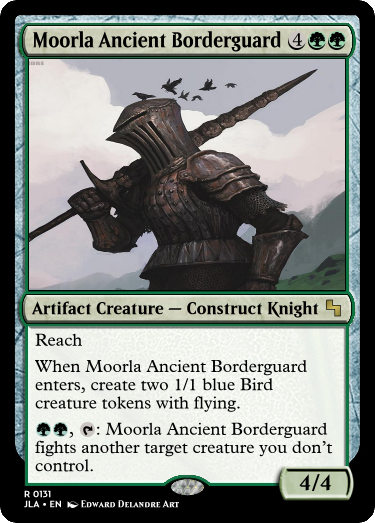 Moorla Ancient Borderguard 4
Artifact Creature — Construct Knight
Reach
When Moorla Ancient Borderguard
enters, create two 1/1 blue Bird
creature tokens with flying.
, : Moorla Ancient Borderguard
fights another target creature you don’t
control.
4/4
R 0131
JLA • EN Edward Delandre Art